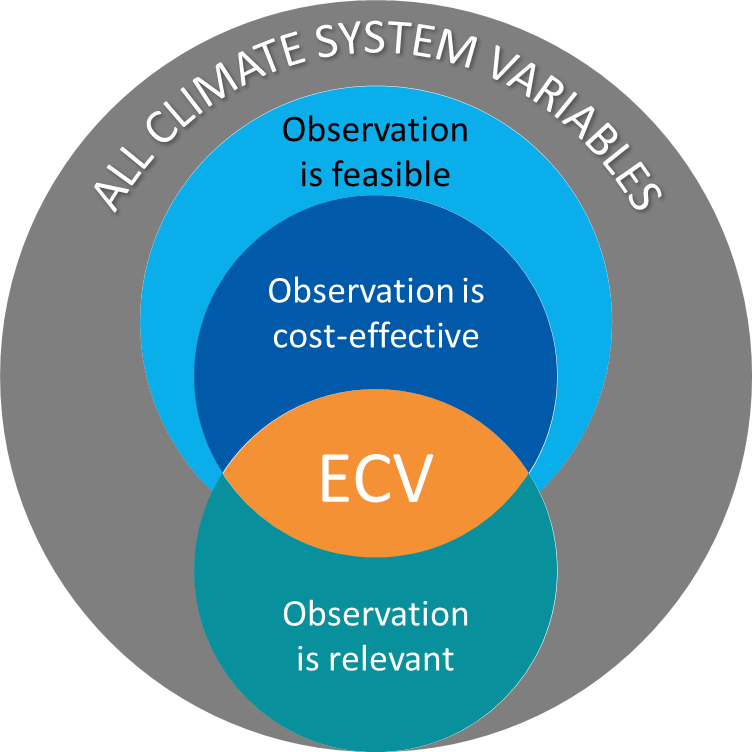 ALL CLIMATE SYSTEM VARIABLES
Observation
is feasible
Observation is
cost-effective
ECV
Observation
is relevant